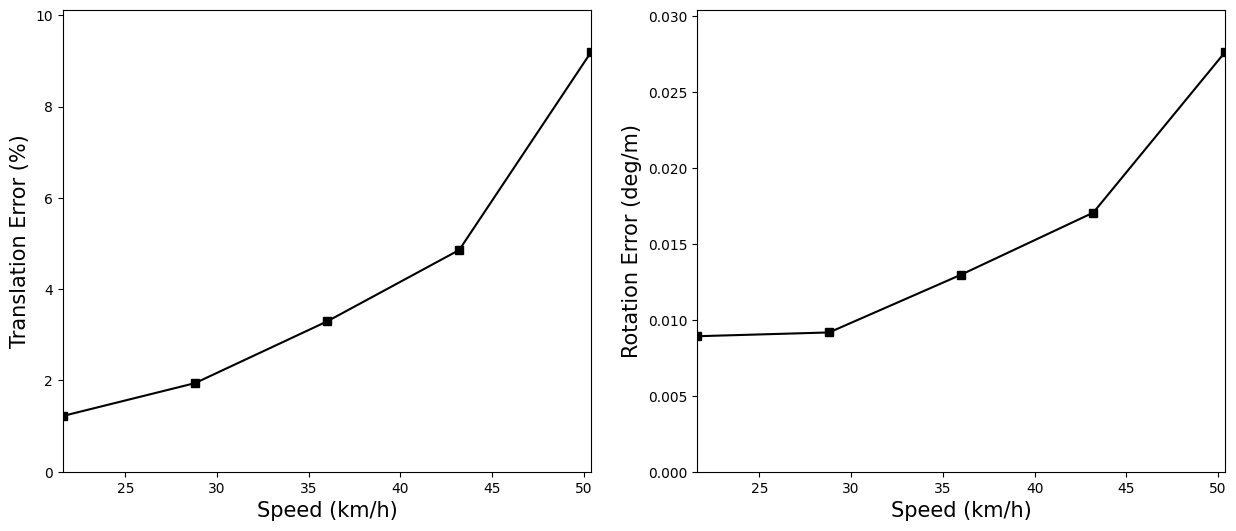 10
8
6
4
2
0
Translation Error (%)
25 30 35 40 45 50
Speed (km/h)
0.030
0.025
0.020
0.015
0.010
0.005
0.000
Rotation Error (deg/m)
25 30 35 40 45 50
Speed (km/h)